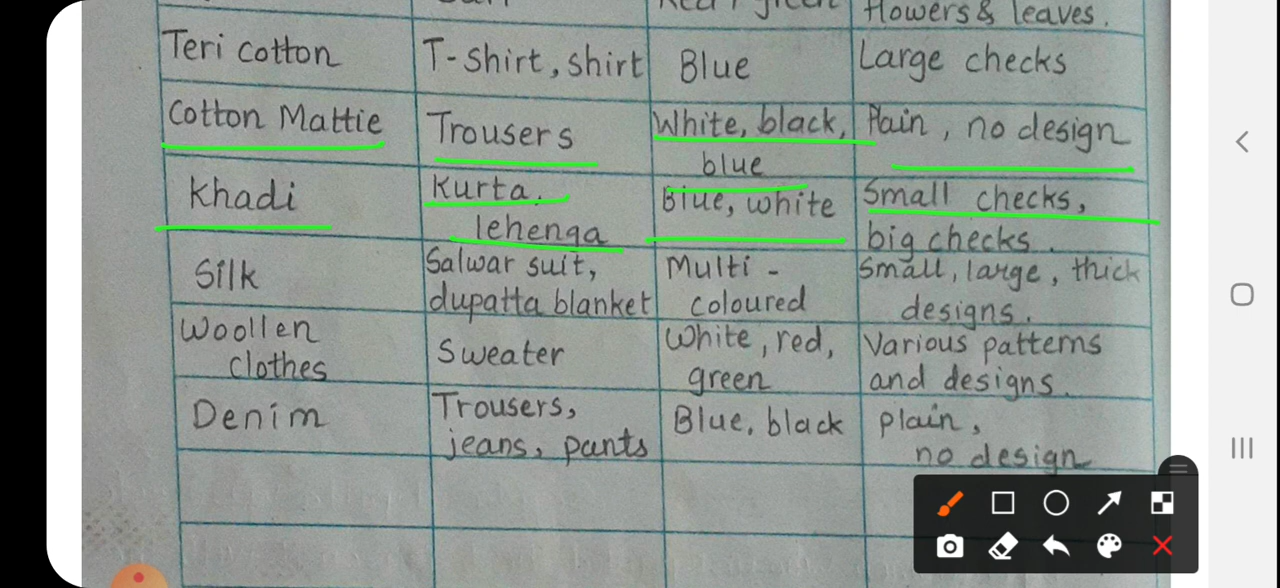 Red / green flowers & leaves.
Teri cotton T-shirt, shirt Blue Large checks
Cotton Mattie Trousers White, black, Plain, no design
blue
Khadi Kurta, Blue, white Small checks,
lehenga big checks.
Silk Salwar suit, Multi - Small, large, thick
dupatta blanket coloured designs.
Woollen Sweater White, red, Various patterns
clothes green and designs.
Denim Trousers, Blue, black plain,
jeans, pants no design